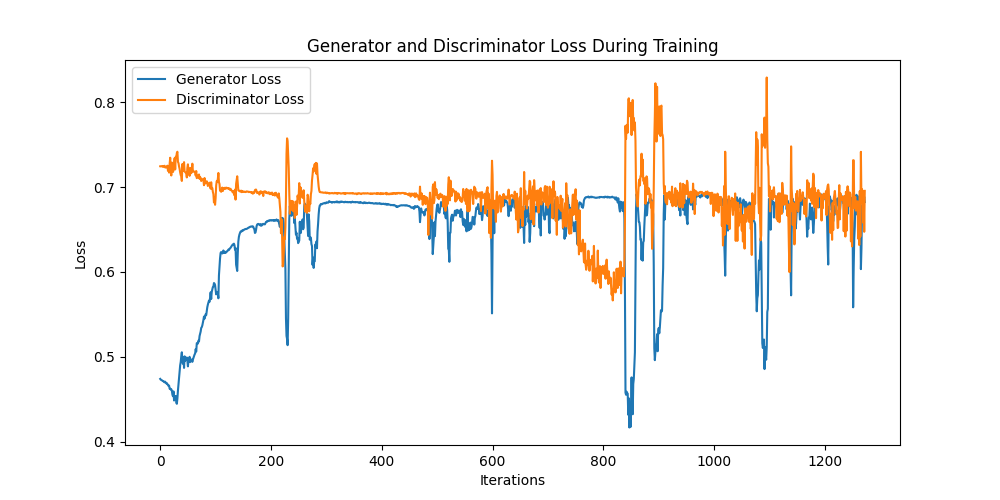 Generator and Discriminator Loss During Training
Generator Loss
Discriminator Loss
Loss
0.8
0.7
0.6
0.5
0.4
0 200 400 600 800 1000 1200
Iterations